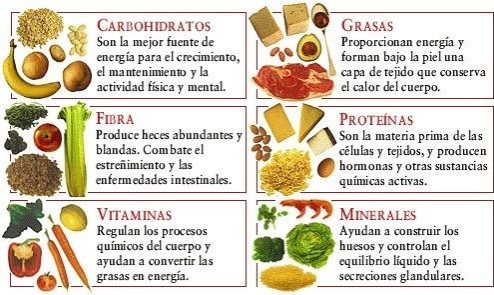 CARBOHIDRATOS
Son la mejor fuente de
energía para el crecimiento,
el mantenimiento y la
actividad física y mental.
GRASAS
Proporcionan energía y
forman bajo la piel una
capa de tejido que conserva
el calor del cuerpo.
FIBRA
Produce heces abundantes y
blandas. Combate el
estreñimiento y las
enfermedades intestinales.
PROTEÍNAS
Son la materia prima de las
células y tejidos, y producen
hormonas y otras sustancias
químicas activas.
VITAMINAS
Regulan los procesos
químicos del cuerpo y
ayudan a convertir las
grasas en energía.
MINERALES
Ayudan a construir los
huesos y controlan el
equilibrio líquido y las
secreciones glandulares.